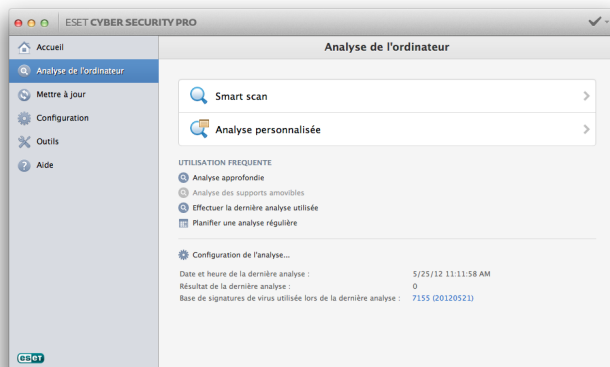 ESET CYBER SECURITY PRO
Accueil
Analyse de l'ordinateur
Mettre à jour
Configuration
Outils
Aide
eset
Analyse de l'ordinateur
Smart scan
Analyse personnalisée
UTILISATION FREQUENTE
Analyse approfondie
Analyse des supports amovibles
Effectuer la dernière analyse utilisée
Planifier une analyse régulière
Configuration de l'analyse...
Date et heure de la dernière analyse : 5/25/12 11:11:58 AM
Résultat de la dernière analyse : 0
Base de signatures de virus utilisée lors de la dernière analyse : 7155 (20120521)